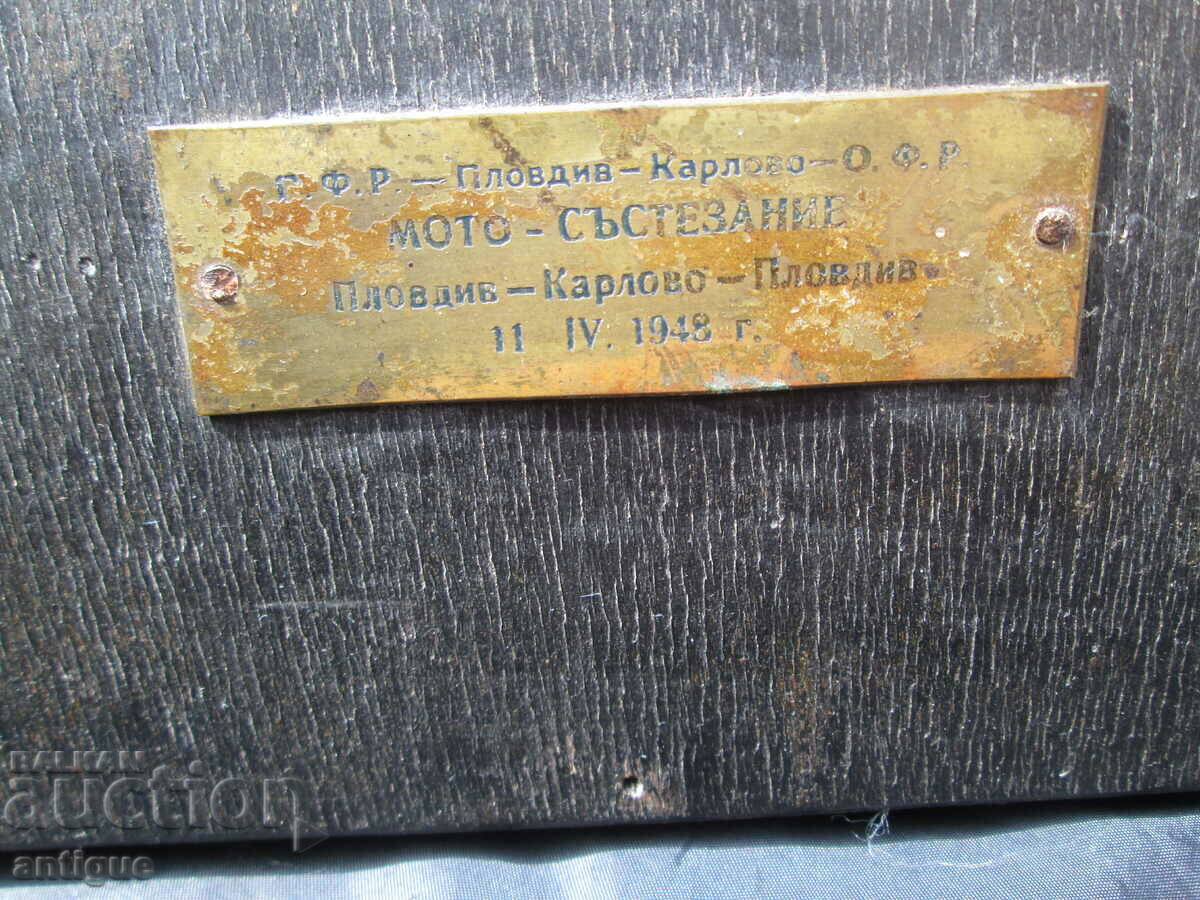 Г. Ф. Р. – Пловдив – Карлово – О. Ф. Р.
МОТО - СЪСТЕЗАНИЕ
Пловдив – Карлово – Пловдив
11 IV. 1948 г.
BALKAN
auction
antique